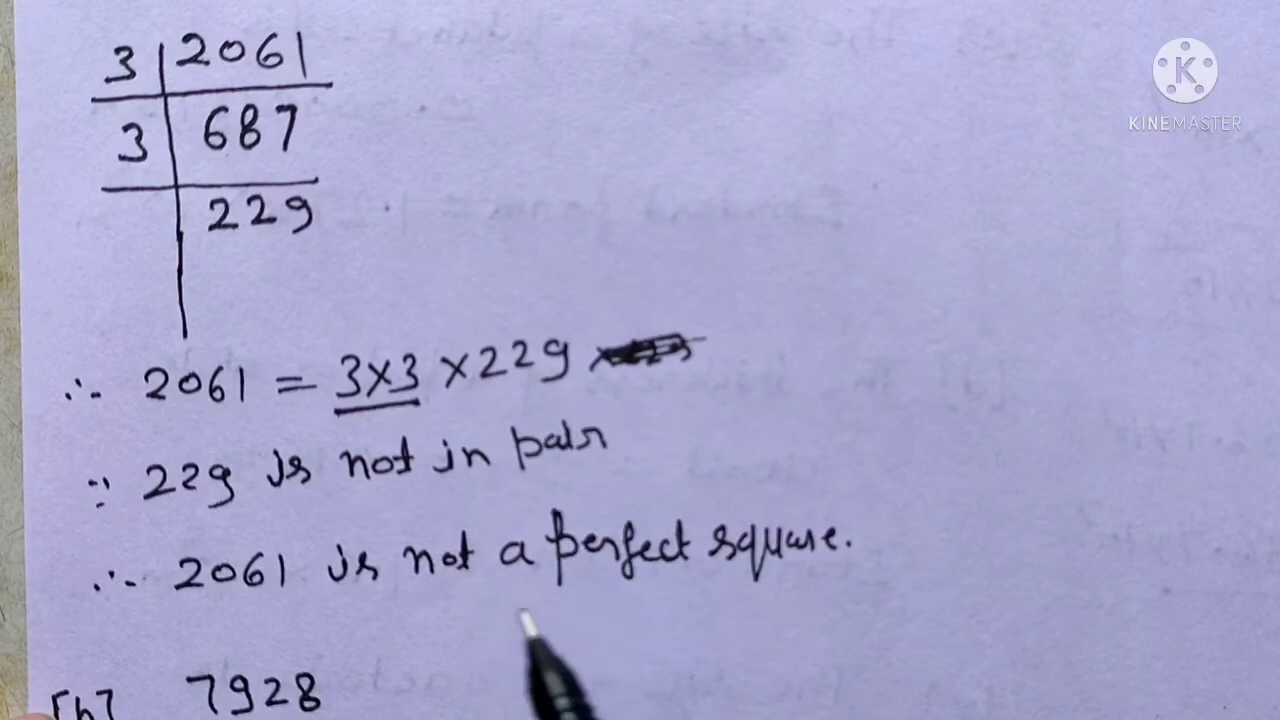 3 | 2061
3 | 687
229
∴ 2061 = 3×3 ×229
∵ 229 is not in pair
∴ 2061 is not a perfect square.
[h] 7928
K
KINEMASTER